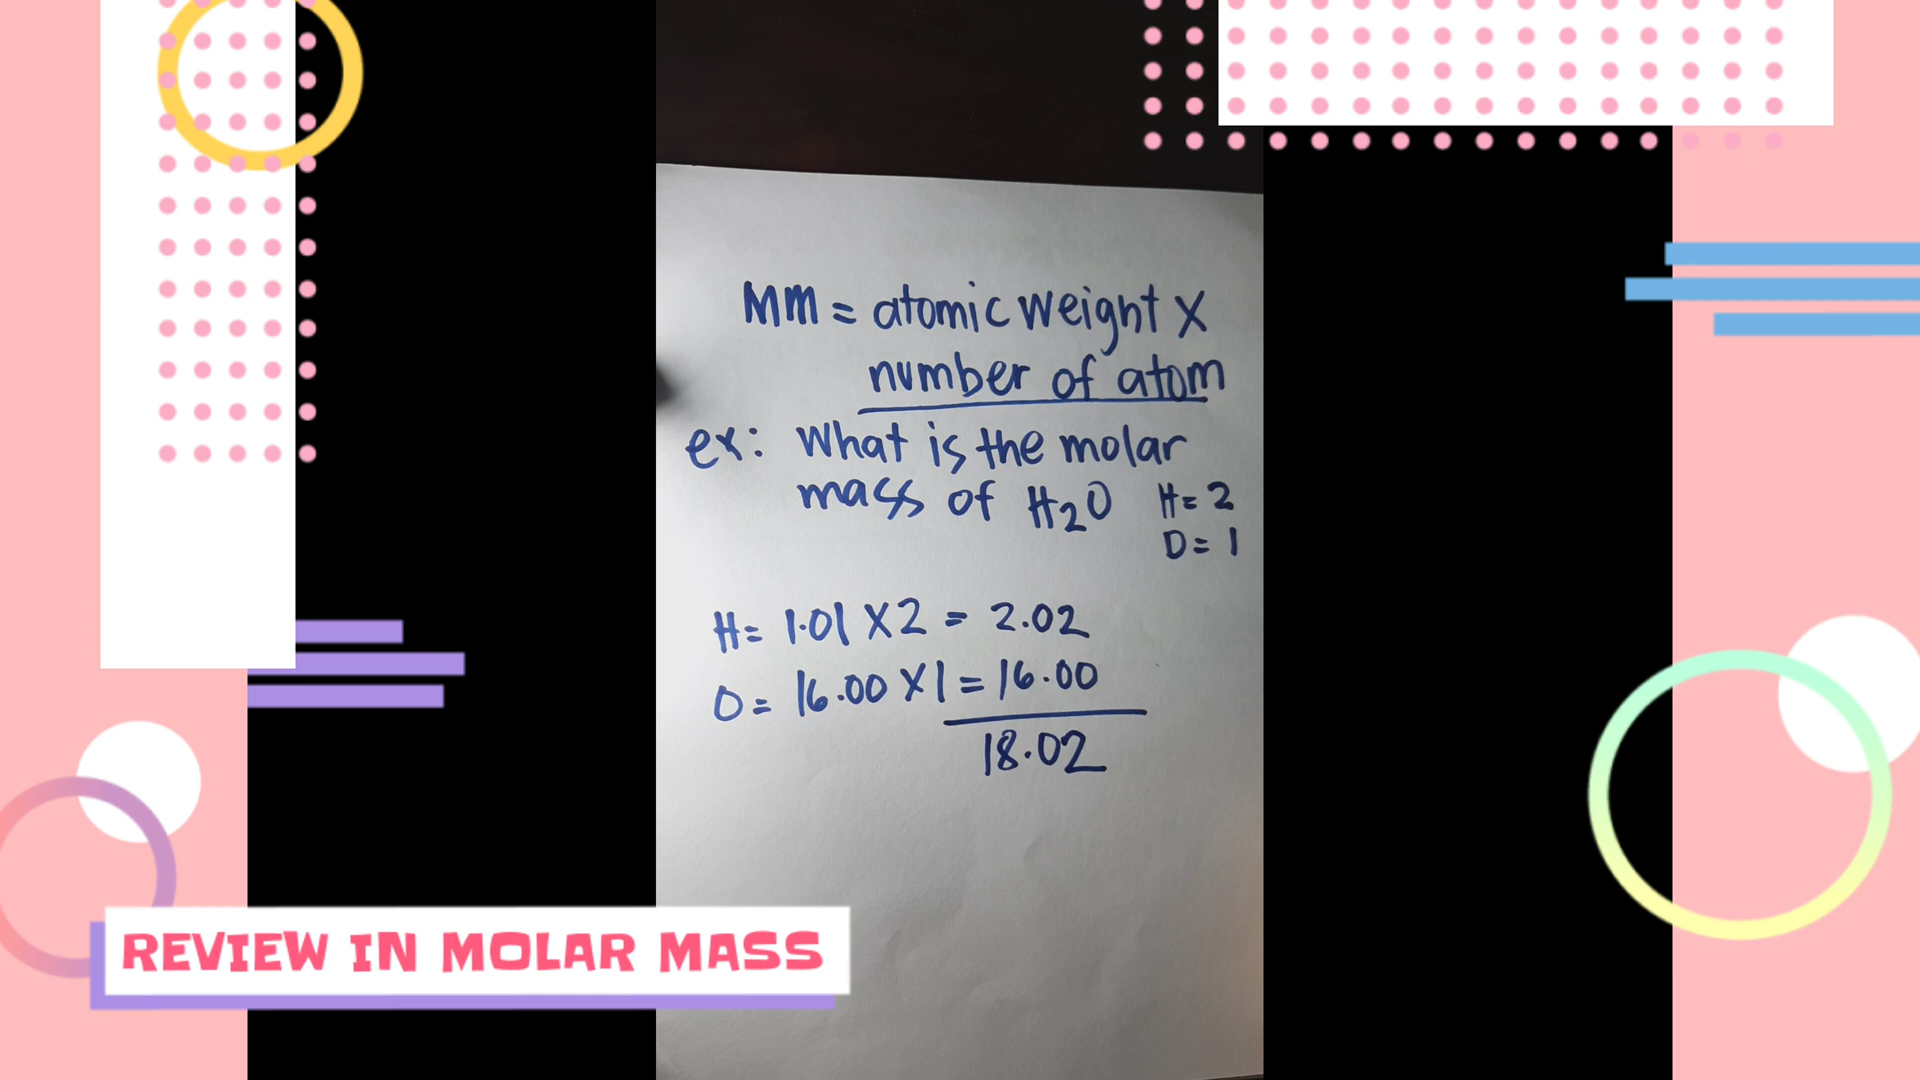 MM = atomic weight X
number of atom
ex: What is the molar
mass of H₂O H = 2
O = 1
H = 1.01 X 2 = 2.02
O = 16.00 X 1 = 16.00
18.02
REVIEW IN MOLAR MASS